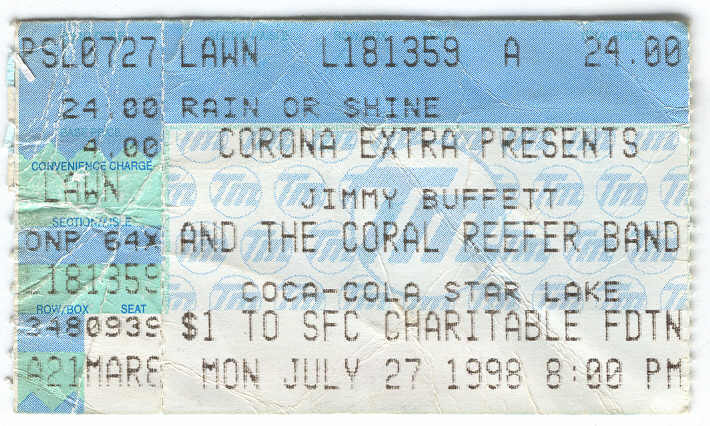 PSL0727 LAWN L181359 A 24.00
24.00 RAIN OR SHINE
4.00 CORONA EXTRA PRESENTS
CONVENIENCE CHARGE
LAWN JIMMY BUFFETT
SECTION/AISLE
ONP 64X AND THE CORAL REEFER BAND
L181359 COCA-COLA STAR LAKE
ROW/BOX SEAT
3480939 $1 TO SFC CHARITABLE FDTN
A21MAR8 MON JULY 27 1998 8:00 PM